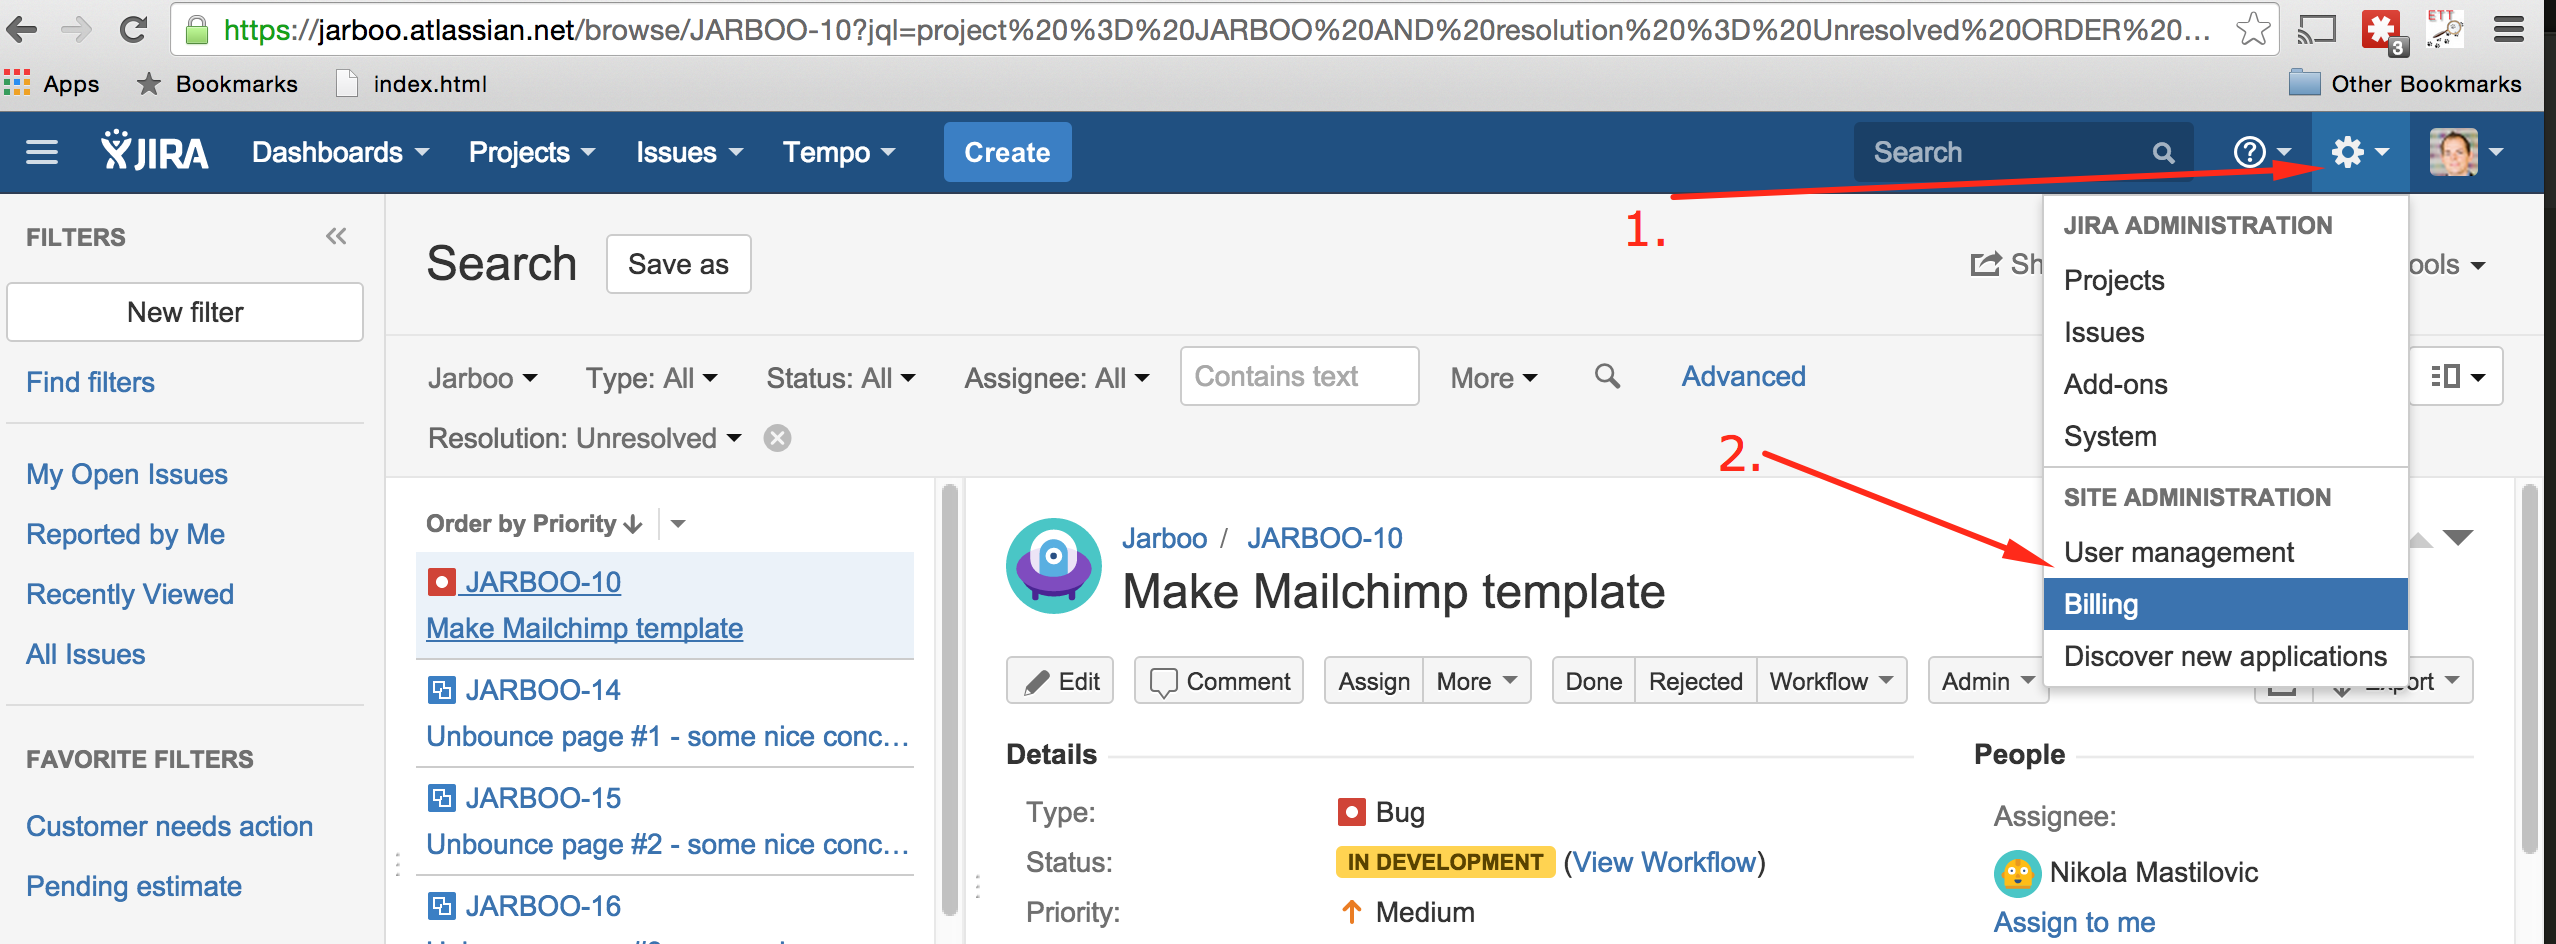 https://jarboo.atlassian.net/browse/JARBOO-10?jql=project%20%3D%20JARBOO%20AND%20resolution%20%3D%20Unresolved%20ORDER%20...
3
ETT
Apps Bookmarks index.html Other Bookmarks
JIRA Dashboards Projects Issues Tempo Create Search
1.
FILTERS
New filter
Find filters
My Open Issues
Reported by Me
Recently Viewed
All Issues
FAVORITE FILTERS
Customer needs action
Pending estimate
Search Save as
Sh
ools
Jarboo Type: All Status: All Assignee: All Contains text More Advanced
Resolution: Unresolved
2.
JIRA ADMINISTRATION
Projects
Issues
Add-ons
System
SITE ADMINISTRATION
User management
Billing
Discover new applications
Order by Priority
JARBOO-10
Make Mailchimp template
JARBOO-14
Unbounce page #1 - some nice conc...
JARBOO-15
Unbounce page #2 - some nice conc...
JARBOO-16
Jarboo / JARBOO-10
Make Mailchimp template
Edit Comment Assign More Done Rejected Workflow Admin Export
Details
Type: Bug
Status: IN DEVELOPMENT (View Workflow)
Priority: Medium
People
Assignee:
Nikola Mastilovic
Assign to me